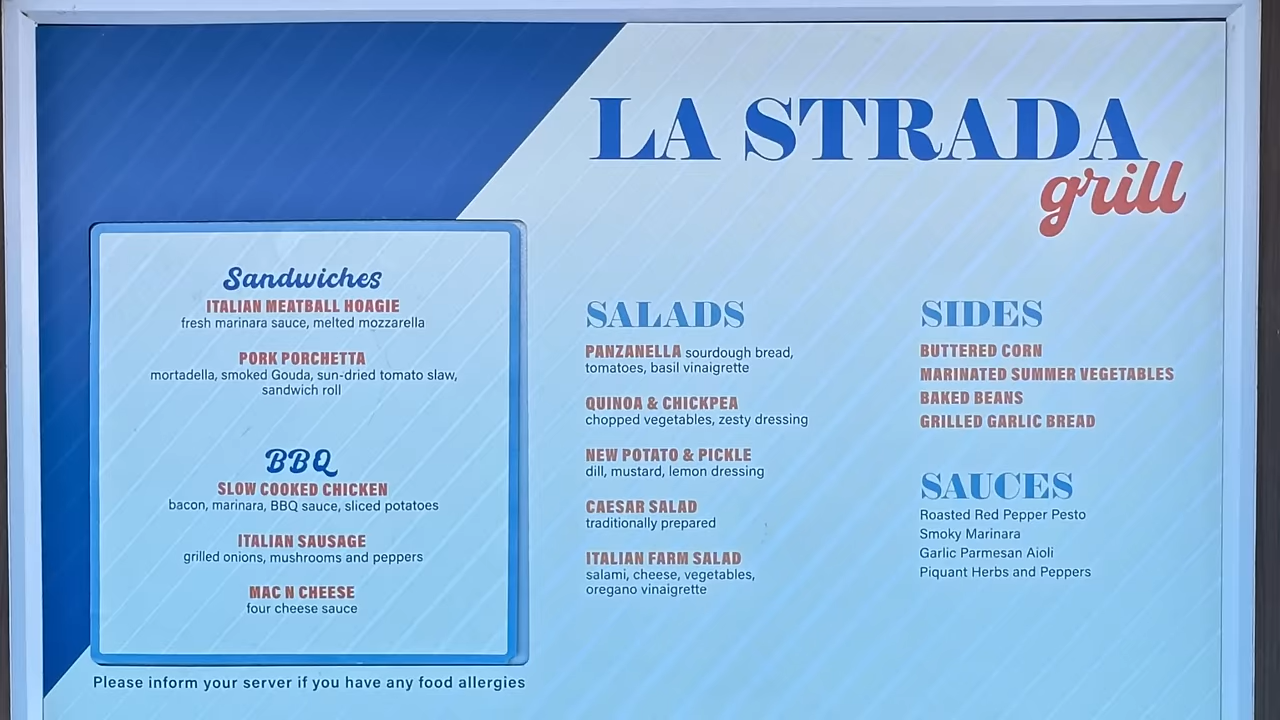 LA STRADA
grill
Sandwiches
ITALIAN MEATBALL HOAGIE
fresh marinara sauce, melted mozzarella
PORK PORCHETTA
mortadella, smoked Gouda, sun-dried tomato slaw,
sandwich roll
BBQ
SLOW COOKED CHICKEN
bacon, marinara, BBQ sauce, sliced potatoes
ITALIAN SAUSAGE
grilled onions, mushrooms and peppers
MAC N CHEESE
four cheese sauce
Please inform your server if you have any food allergies
SALADS
PANZANELLA sourdough bread,
tomatoes, basil vinaigrette
QUINOA & CHICKPEA
chopped vegetables, zesty dressing
NEW POTATO & PICKLE
dill, mustard, lemon dressing
CAESAR SALAD
traditionally prepared
ITALIAN FARM SALAD
salami, cheese, vegetables,
oregano vinaigrette
SIDES
BUTTERED CORN
MARINATED SUMMER VEGETABLES
BAKED BEANS
GRILLED GARLIC BREAD
SAUCES
Roasted Red Pepper Pesto
Smoky Marinara
Garlic Parmesan Aioli
Piquant Herbs and Peppers